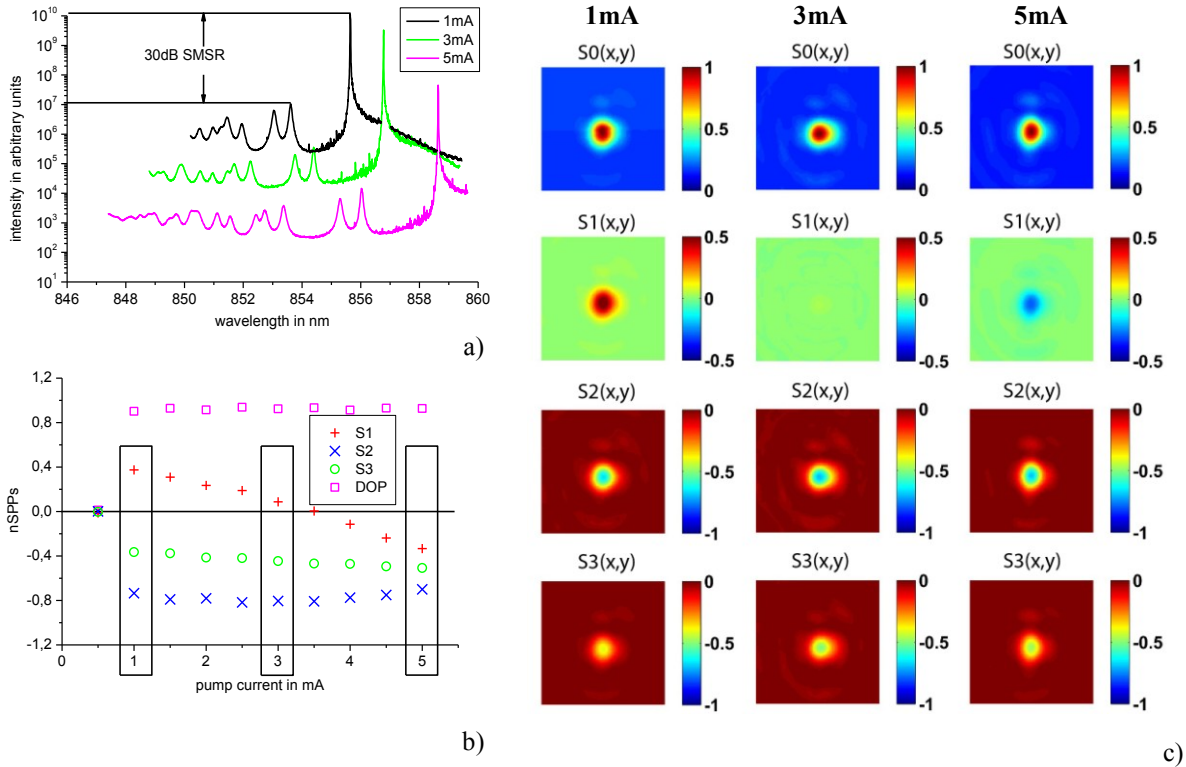 1mA 3mA 5mA
10^10
10^9
10^8
10^7
10^6
10^5
10^4
10^3
10^2
10^1
intensity in arbitrary units
30dB SMSR
1mA
3mA
5mA
846 848 850 852 854 856 858 860
wavelength in nm
a)
1,2
0,8
0,4
0,0
-0,4
-0,8
-1,2
nSPPs
S1
S2
S3
DOP
0 1 2 3 4 5
pump current in mA
b)
S0(x,y) S0(x,y) S0(x,y)
1 1 1
0.5 0.5 0.5
0 0 0
S1(x,y) S1(x,y) S1(x,y)
0.5 0.5 0.5
0 0 0
-0.5 -0.5 -0.5
S2(x,y) S2(x,y) S2(x,y)
0 0 0
-0.5 -0.5 -0.5
-1 -1 -1
S3(x,y) S3(x,y) S3(x,y)
0 0 0
-0.5 -0.5 -0.5
-1 -1 -1
c)